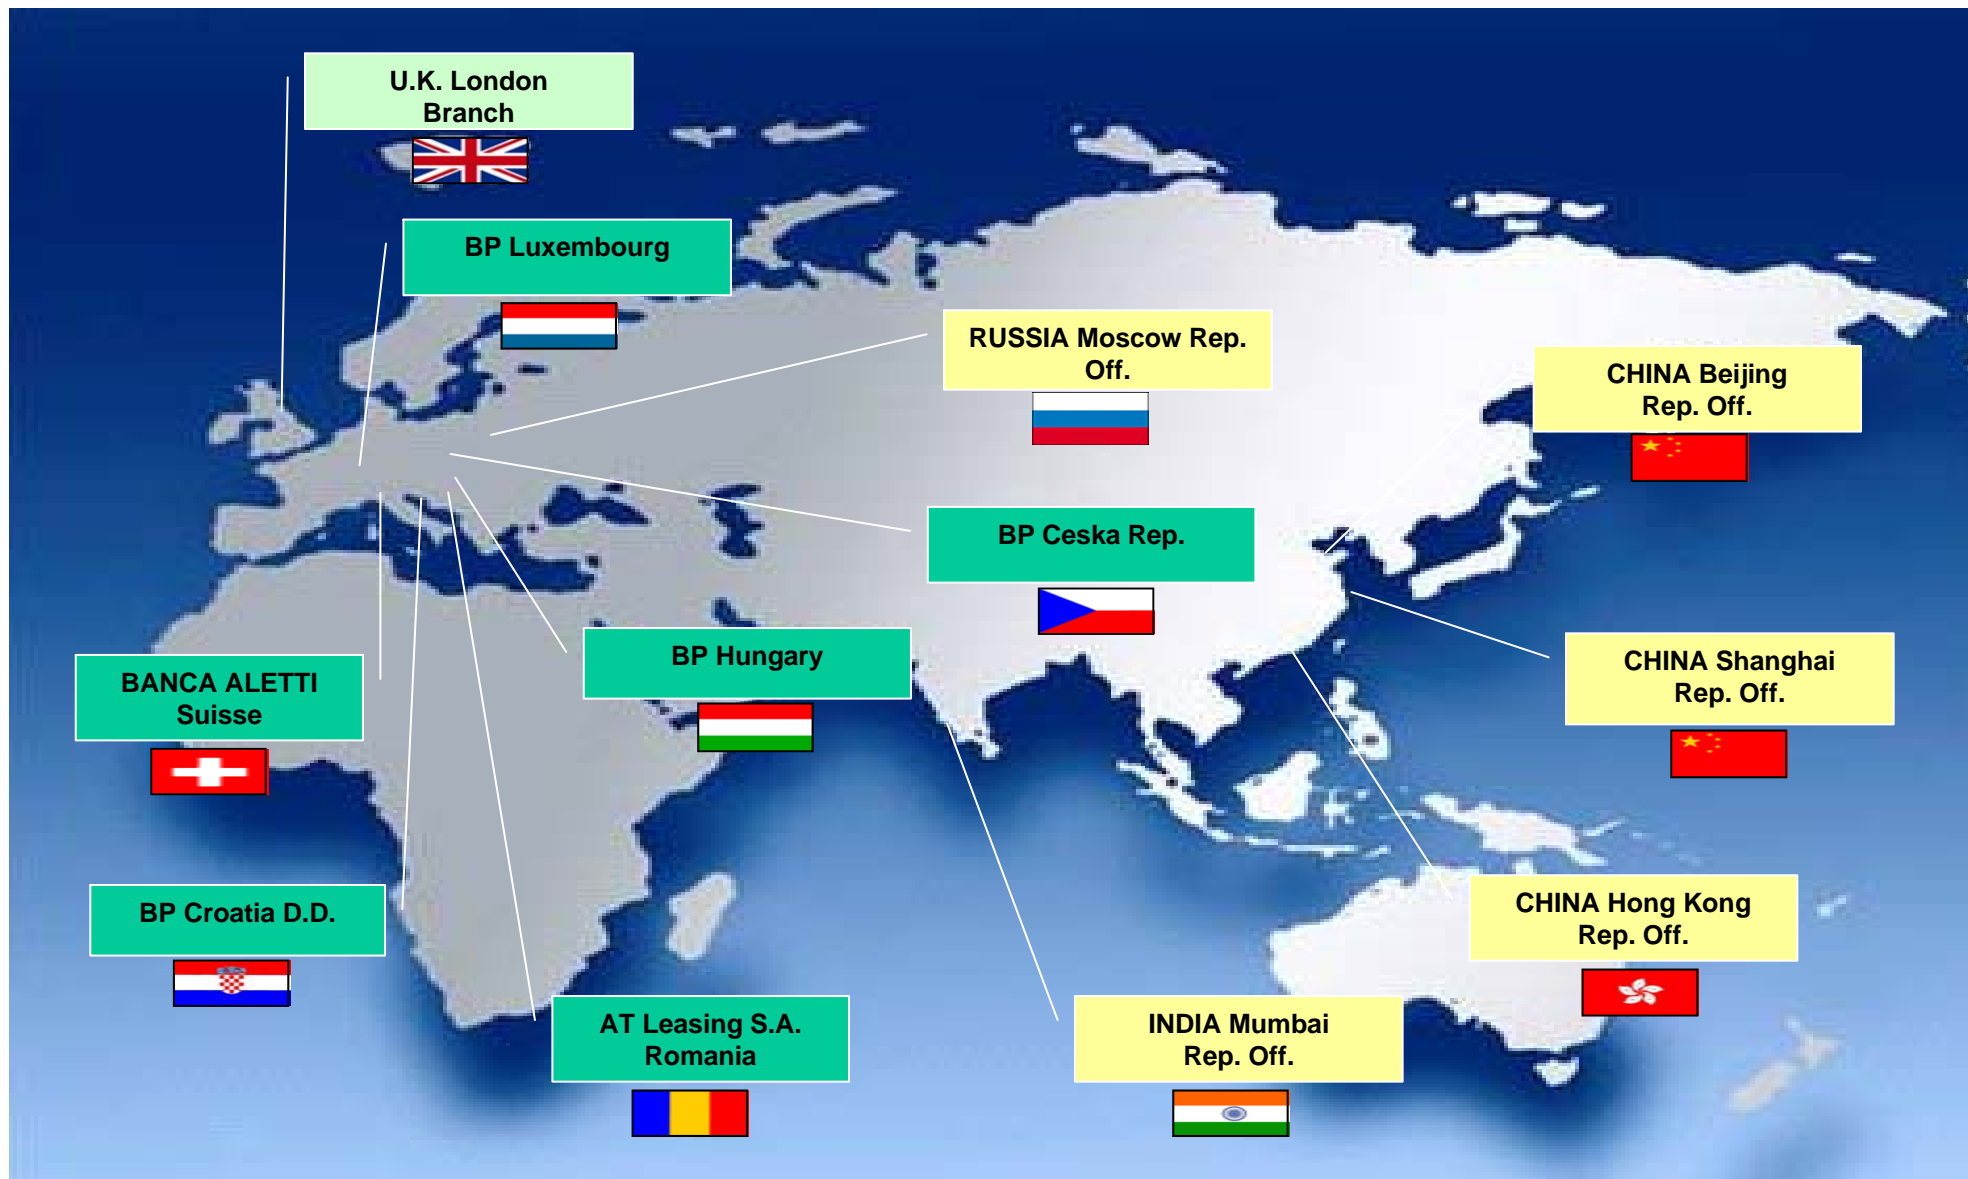 U.K. London
Branch
BP Luxembourg
RUSSIA Moscow Rep.
Off.
CHINA Beijing
Rep. Off.
BP Ceska Rep.
BP Hungary
CHINA Shanghai
Rep. Off.
BANCA ALETTI
Suisse
BP Croatia D.D.
CHINA Hong Kong
Rep. Off.
AT Leasing S.A.
Romania
INDIA Mumbai
Rep. Off.